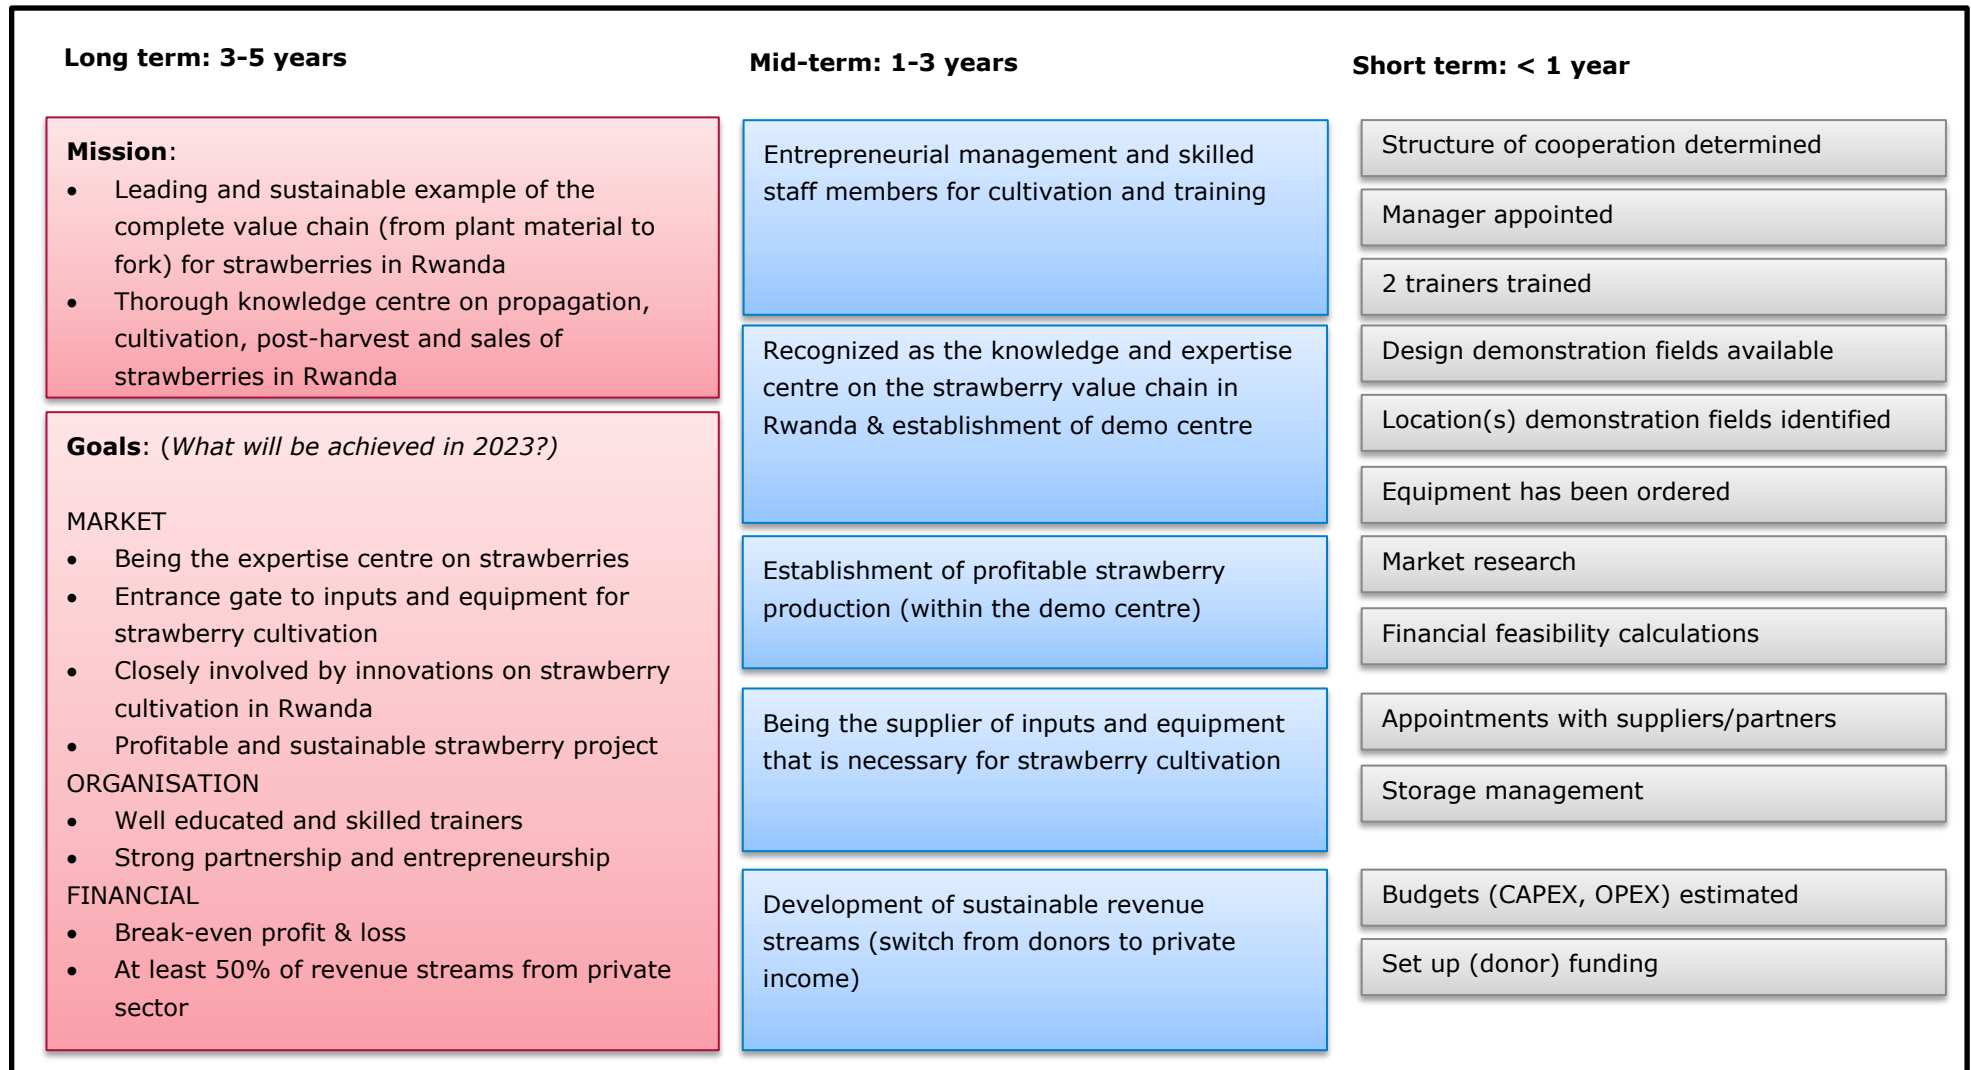 Long term: 3-5 years
Mission:
• Leading and sustainable example of the
complete value chain (from plant material to
fork) for strawberries in Rwanda
• Thorough knowledge centre on propagation,
cultivation, post-harvest and sales of
strawberries in Rwanda
Goals: (What will be achieved in 2023?)
MARKET
• Being the expertise centre on strawberries
• Entrance gate to inputs and equipment for
strawberry cultivation
• Closely involved by innovations on strawberry
cultivation in Rwanda
• Profitable and sustainable strawberry project
ORGANISATION
• Well educated and skilled trainers
• Strong partnership and entrepreneurship
FINANCIAL
• Break-even profit & loss
• At least 50% of revenue streams from private
sector
Mid-term: 1-3 years
Entrepreneurial management and skilled
staff members for cultivation and training
Recognized as the knowledge and expertise
centre on the strawberry value chain in
Rwanda & establishment of demo centre
Establishment of profitable strawberry
production (within the demo centre)
Being the supplier of inputs and equipment
that is necessary for strawberry cultivation
Development of sustainable revenue
streams (switch from donors to private
income)
Short term: < 1 year
Structure of cooperation determined
Manager appointed
2 trainers trained
Design demonstration fields available
Location(s) demonstration fields identified
Equipment has been ordered
Market research
Financial feasibility calculations
Appointments with suppliers/partners
Storage management
Budgets (CAPEX, OPEX) estimated
Set up (donor) funding